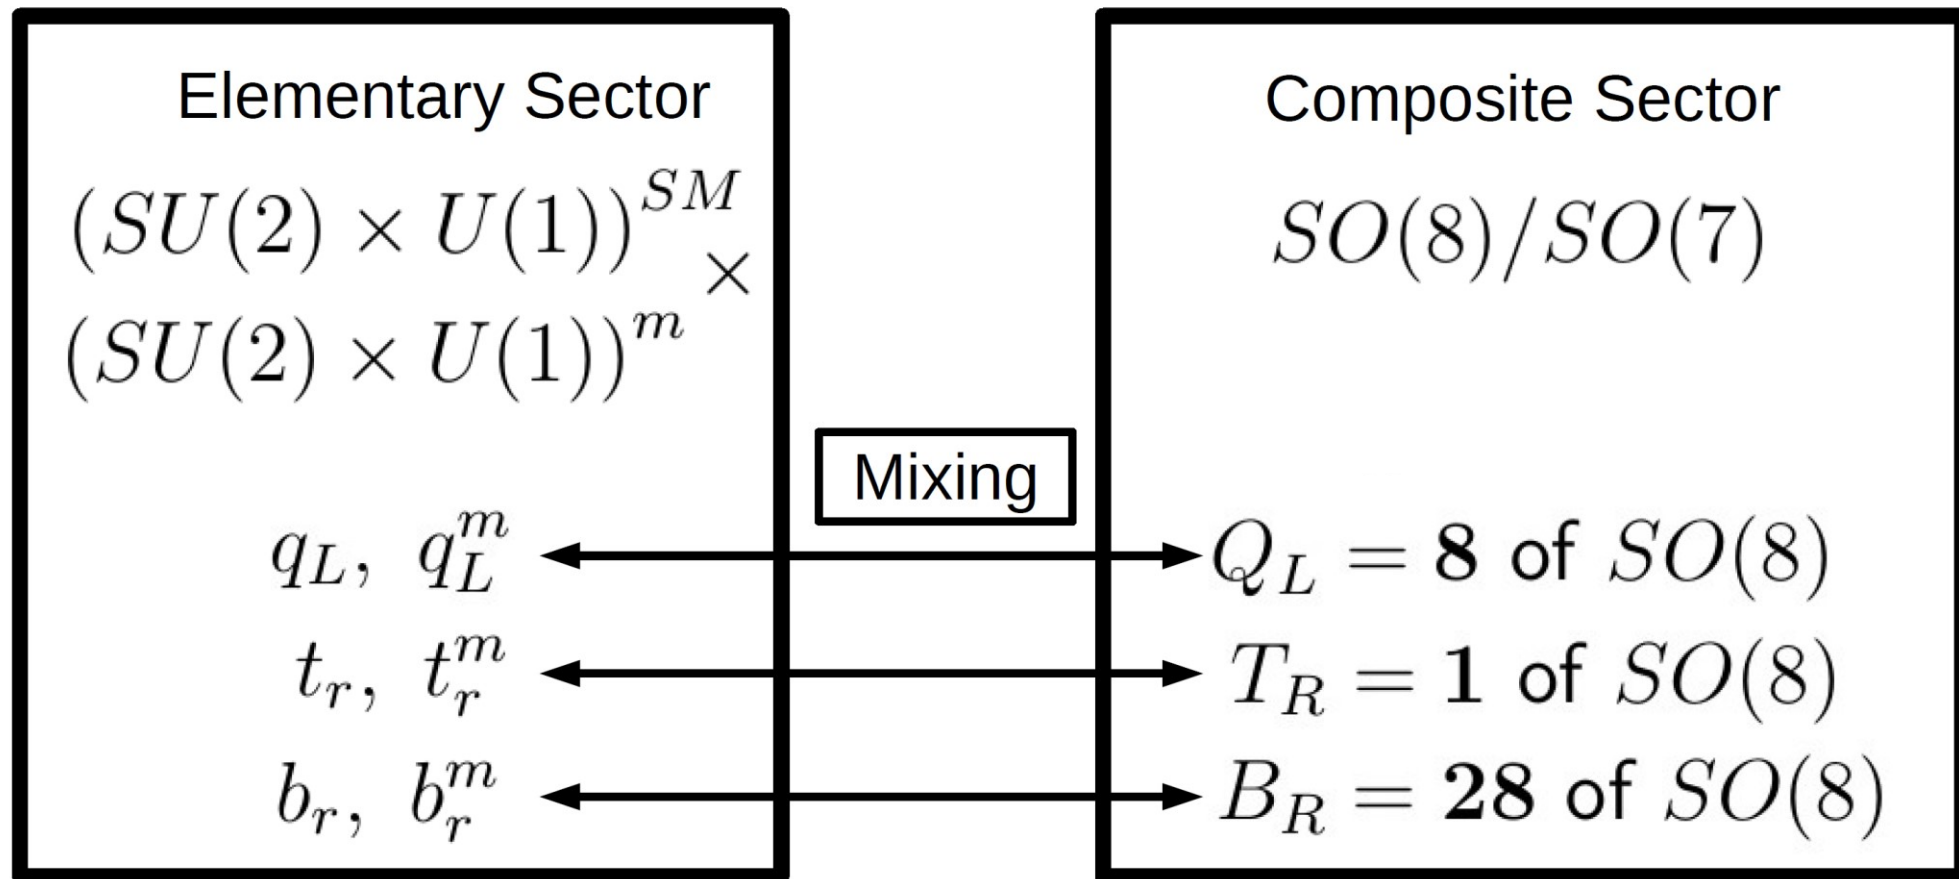 Elementary Sector
(SU(2) × U(1))^{SM}
×
(SU(2) × U(1))^{m}
q_L, q_L^m
t_r, t_r^m
b_r, b_r^m
Mixing
Composite Sector
SO(8)/SO(7)
Q_L = 8 of SO(8)
T_R = 1 of SO(8)
B_R = 28 of SO(8)